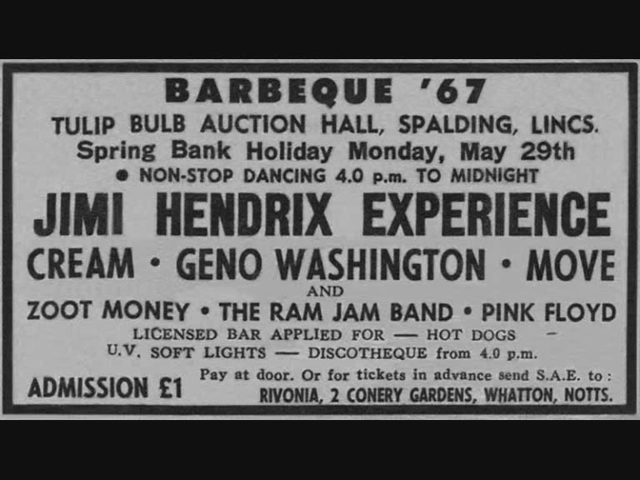 BARBEQUE '67
TULIP BULB AUCTION HALL, SPALDING, LINCS.
Spring Bank Holiday Monday, May 29th
● NON-STOP DANCING 4.0 p.m. TO MIDNIGHT
JIMI HENDRIX EXPERIENCE
CREAM • GENO WASHINGTON • MOVE
AND
ZOOT MONEY • THE RAM JAM BAND • PINK FLOYD
LICENSED BAR APPLIED FOR — HOT DOGS –
U.V. SOFT LIGHTS — DISCOTHEQUE from 4.0 p.m.
ADMISSION £1
Pay at door. Or for tickets in advance send S.A.E. to :
RIVONIA, 2 CONERY GARDENS, WHATTON, NOTTS.